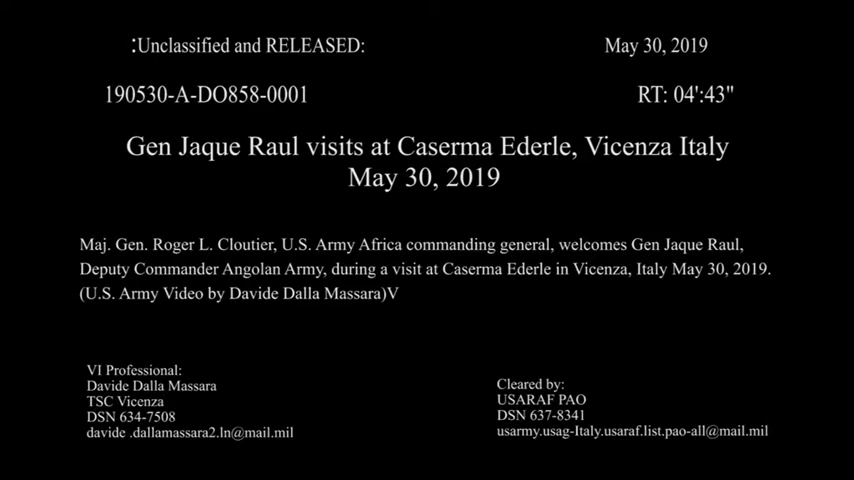 :Unclassified and RELEASED: May 30, 2019
190530-A-DO858-0001 RT: 04':43"
Gen Jaque Raul visits at Caserma Ederle, Vicenza Italy
May 30, 2019
Maj. Gen. Roger L. Cloutier, U.S. Army Africa commanding general, welcomes Gen Jaque Raul,
Deputy Commander Angolan Army, during a visit at Caserma Ederle in Vicenza, Italy May 30, 2019.
(U.S. Army Video by Davide Dalla Massara)V
VI Professional:
Davide Dalla Massara
TSC Vicenza
DSN 634-7508
davide .dallamassara2.ln@mail.mil
Cleared by:
USARAF PAO
DSN 637-8341
usarmy.usag-Italy.usaraf.list.pao-all@mail.mil